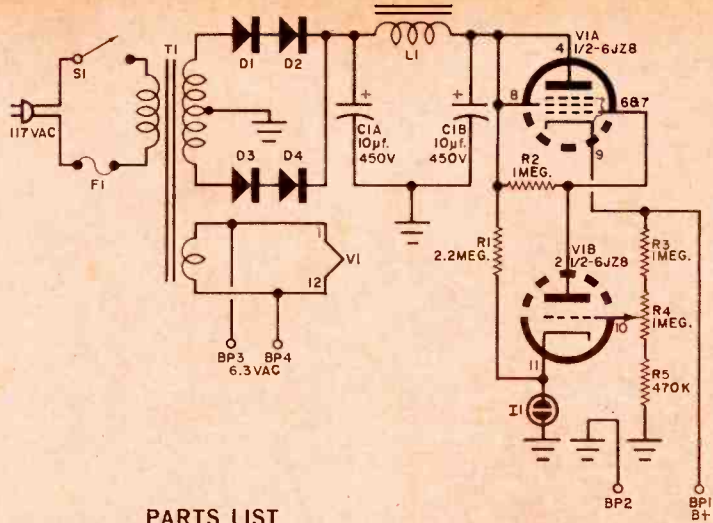 S1
117VAC
F1
T1
D1
D2
D3
D4
L1
+
C1A
10µf.
450V
+
C1B
10µf.
450V
V1A
4 1/2-6JZ8
8
6&7
9
R2
1MEG.
R1
2.2MEG.
V1B
2 1/2-6JZ8
10
11
I1
R3
1MEG.
R4
1MEG.
R5
470K
1
12
V1
BP3
BP4
6.3VAC
BP2
BP1
B+
PARTS LIST